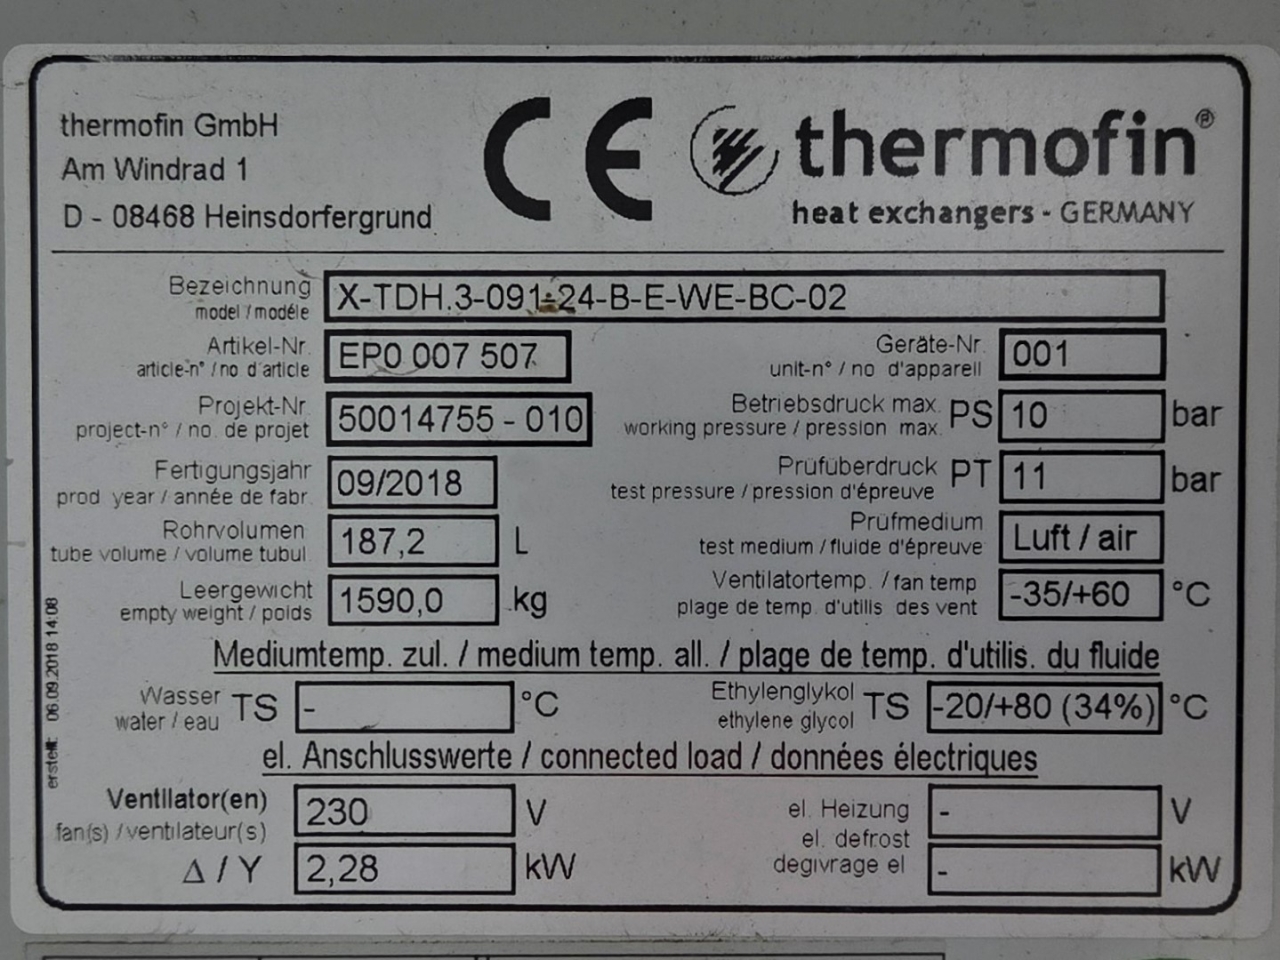 thermofin GmbH
Am Windrad 1
D - 08468 Heinsdorfergrund
CE
thermofin®
heat exchangers - GERMANY
Bezeichnung
model / modéle
X-TDH.3-091-24-B-E-WE-BC-02
Artikel-Nr.
article-n° / no d'article
EP0 007 507
Geräte-Nr.
unit-n° / no d'appareil
001
Projekt-Nr.
project-n° / no. de projet
50014755 - 010
Betriebsdruck max.
working pressure / pression max.
PS 10 bar
Fertigungsjahr
prod year / année de fabr.
09/2018
Prüfüberdruck
test pressure / pression d'épreuve
PT 11 bar
Rohrvolumen
tube volume / volume tubul.
187,2 L
Prüfmedium
test medium / fluide d'épreuve
Luft / air
Leergewicht
empty weight / poids
1590,0 kg
Ventilatortemp. / fan temp
plage de temp. d'utilis des vent
-35/+60 °C
Mediumtemp. zul. / medium temp. all. / plage de temp. d'utilis. du fluide
Wasser
water / eau
TS - °C
Ethylenglykol
ethylene glycol
TS -20/+80 (34%) °C
el. Anschlusswerte / connected load / données électriques
Ventilator(en)
fan(s) / ventilateur(s)
230 V
Δ / Y 2,28 kW
el. Heizung
el. defrost
degivrage el
- V
- kW
erstellt: 06.09.2018 14:08